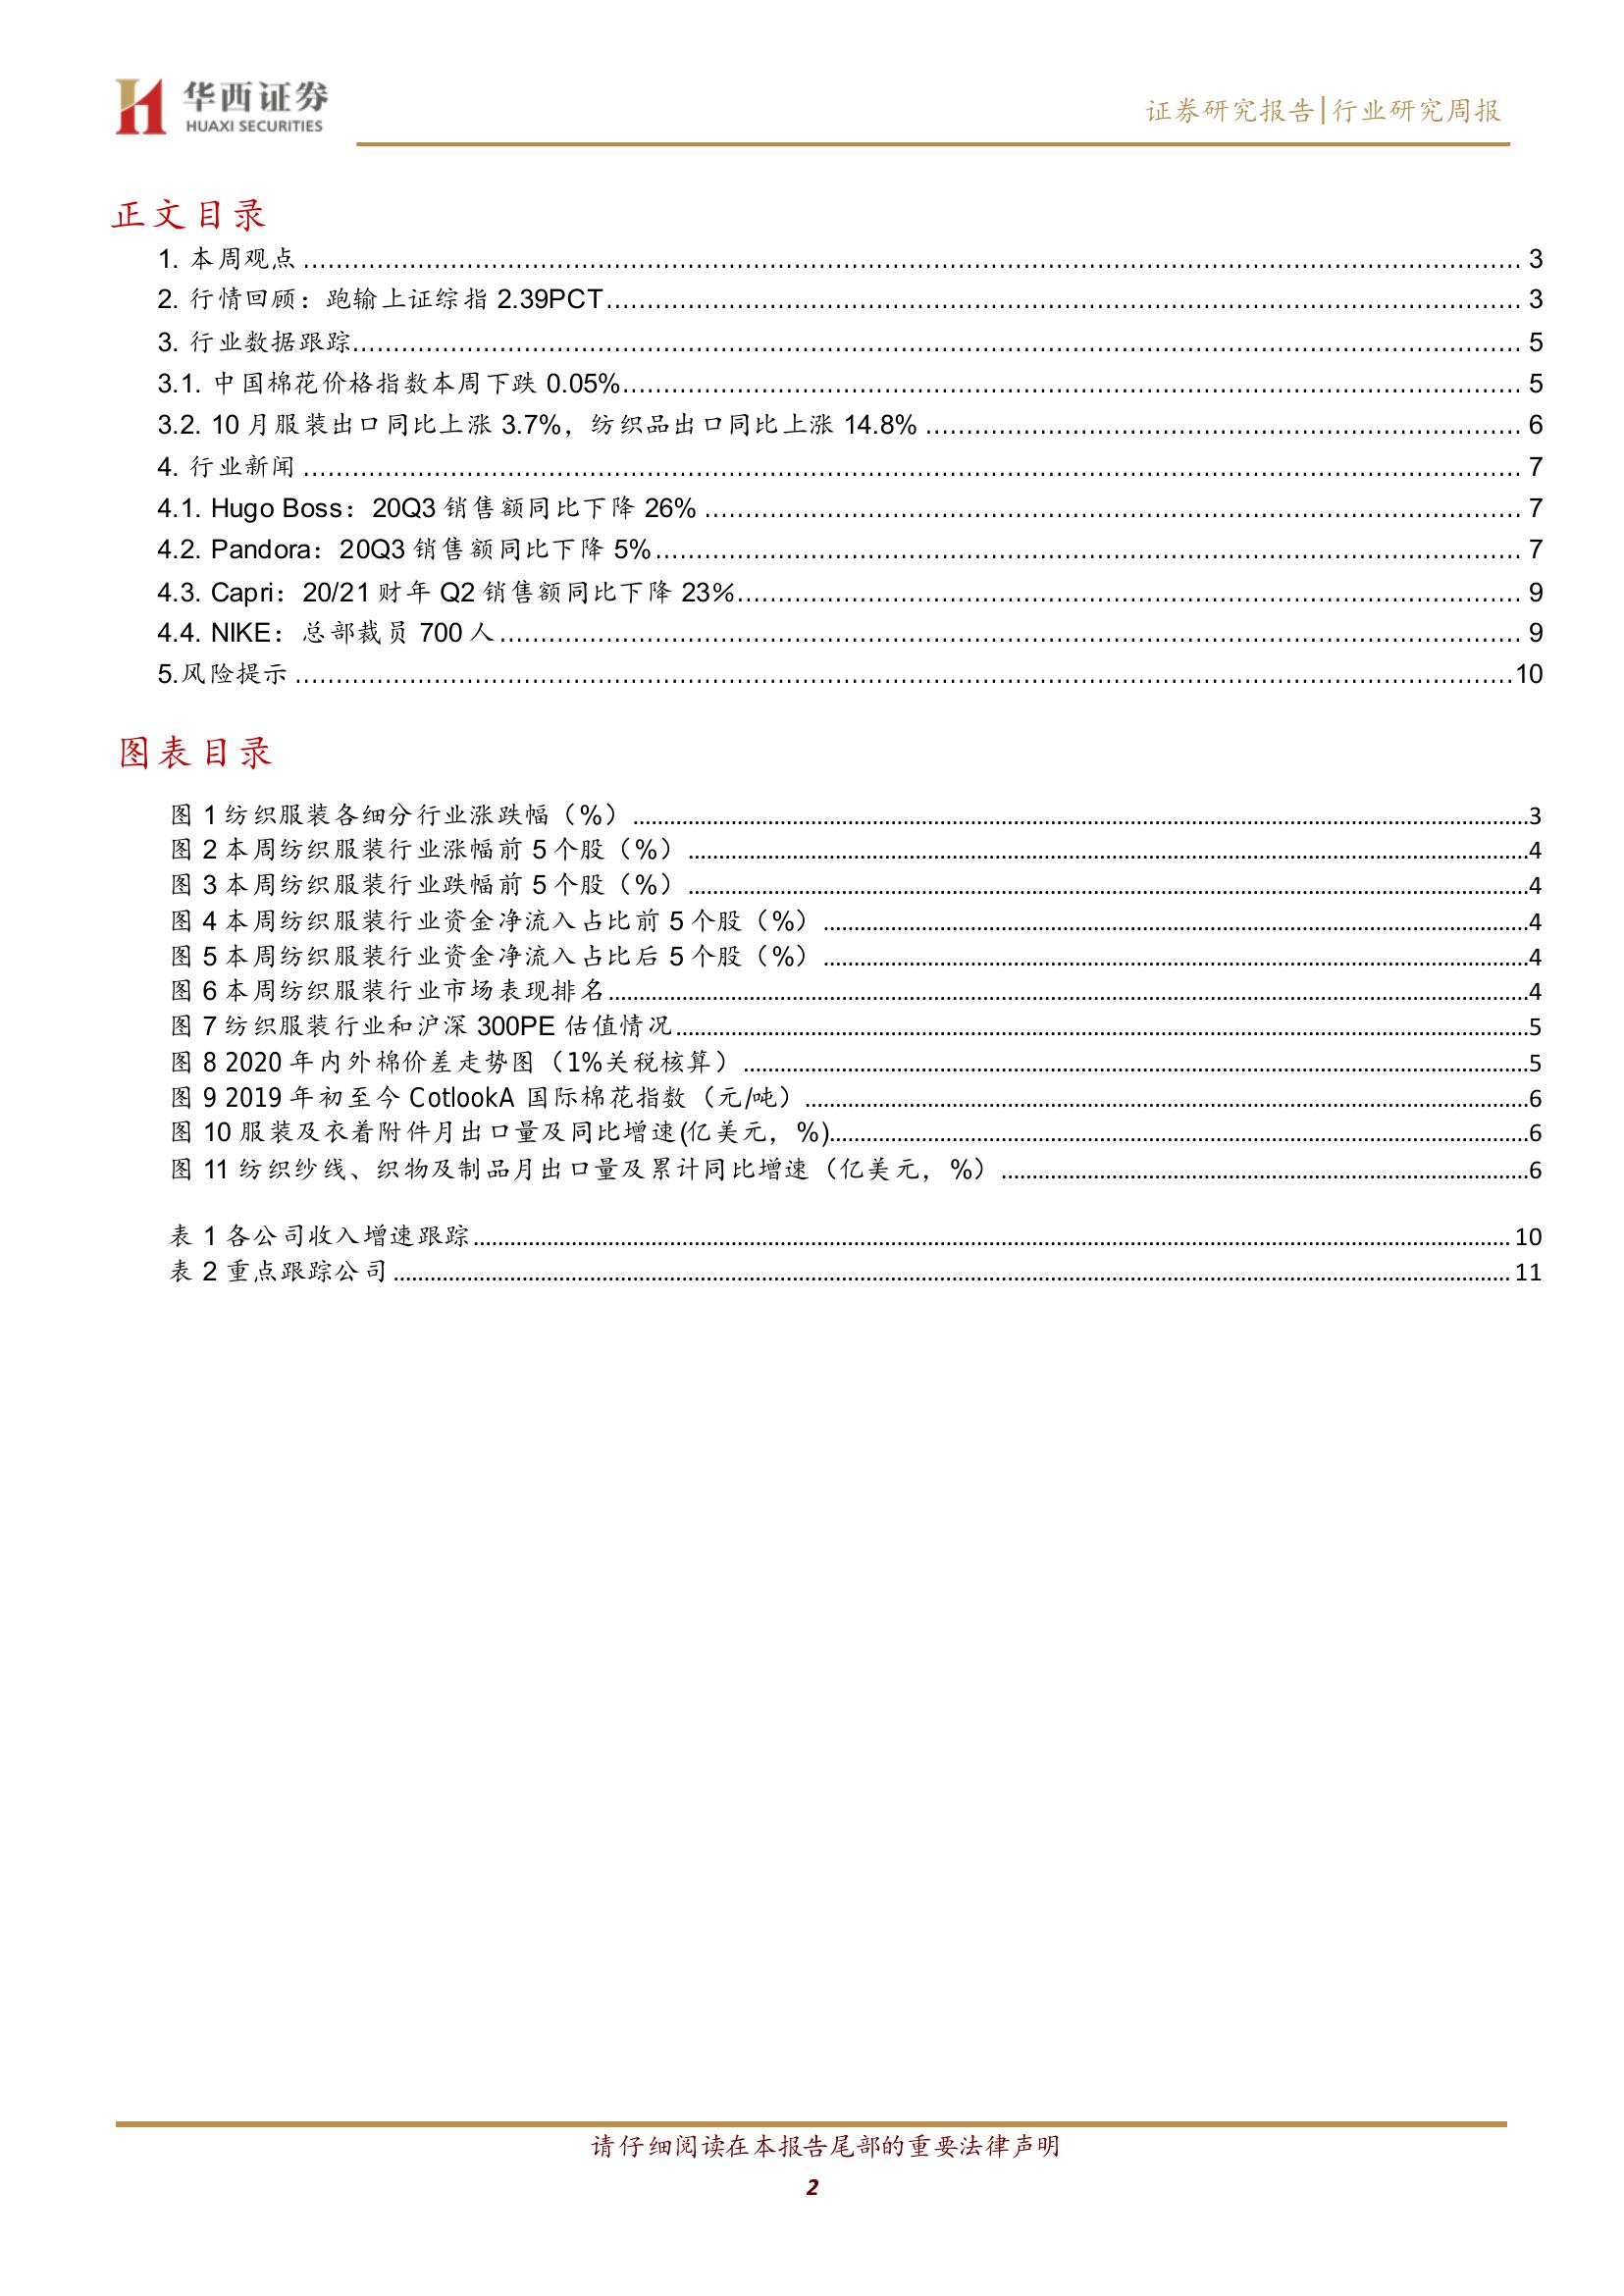 华西证券
HUAXI SECURITIES
证券研究报告|行业研究周报
正文目录
1. 本周观点 ........ 3
2. 行情回顾：跑输上证综指 2.39PCT ........ 3
3. 行业数据跟踪 ........ 5
3.1. 中国棉花价格指数本周下跌 0.05% ........ 5
3.2. 10 月服装出口同比上涨 3.7%，纺织品出口同比上涨 14.8% ........ 6
4. 行业新闻 ........ 7
4.1. Hugo Boss：20Q3 销售额同比下降 26% ........ 7
4.2. Pandora：20Q3 销售额同比下降 5% ........ 7
4.3. Capri：20/21 财年 Q2 销售额同比下降 23% ........ 9
4.4. NIKE：总部裁员 700 人 ........ 9
5.风险提示 ........ 10
图表目录
图 1 纺织服装各细分行业涨跌幅（%） ........ 3
图 2 本周纺织服装行业涨幅前 5 个股（%） ........ 4
图 3 本周纺织服装行业跌幅前 5 个股（%） ........ 4
图 4 本周纺织服装行业资金净流入占比前 5 个股（%） ........ 4
图 5 本周纺织服装行业资金净流入占比后 5 个股（%） ........ 4
图 6 本周纺织服装行业市场表现排名 ........ 4
图 7 纺织服装行业和沪深 300PE 估值情况 ........ 5
图 8 2020 年内外棉价差走势图（1%关税核算） ........ 5
图 9 2019 年初至今 CotlookA 国际棉花指数（元/吨） ........ 6
图 10 服装及衣着附件月出口量及同比增速(亿美元，%) ........ 6
图 11 纺织纱线、织物及制品月出口量及累计同比增速（亿美元，%） ........ 6
表 1 各公司收入增速跟踪 ........ 10
表 2 重点跟踪公司 ........ 11
请仔细阅读在本报告尾部的重要法律声明
2